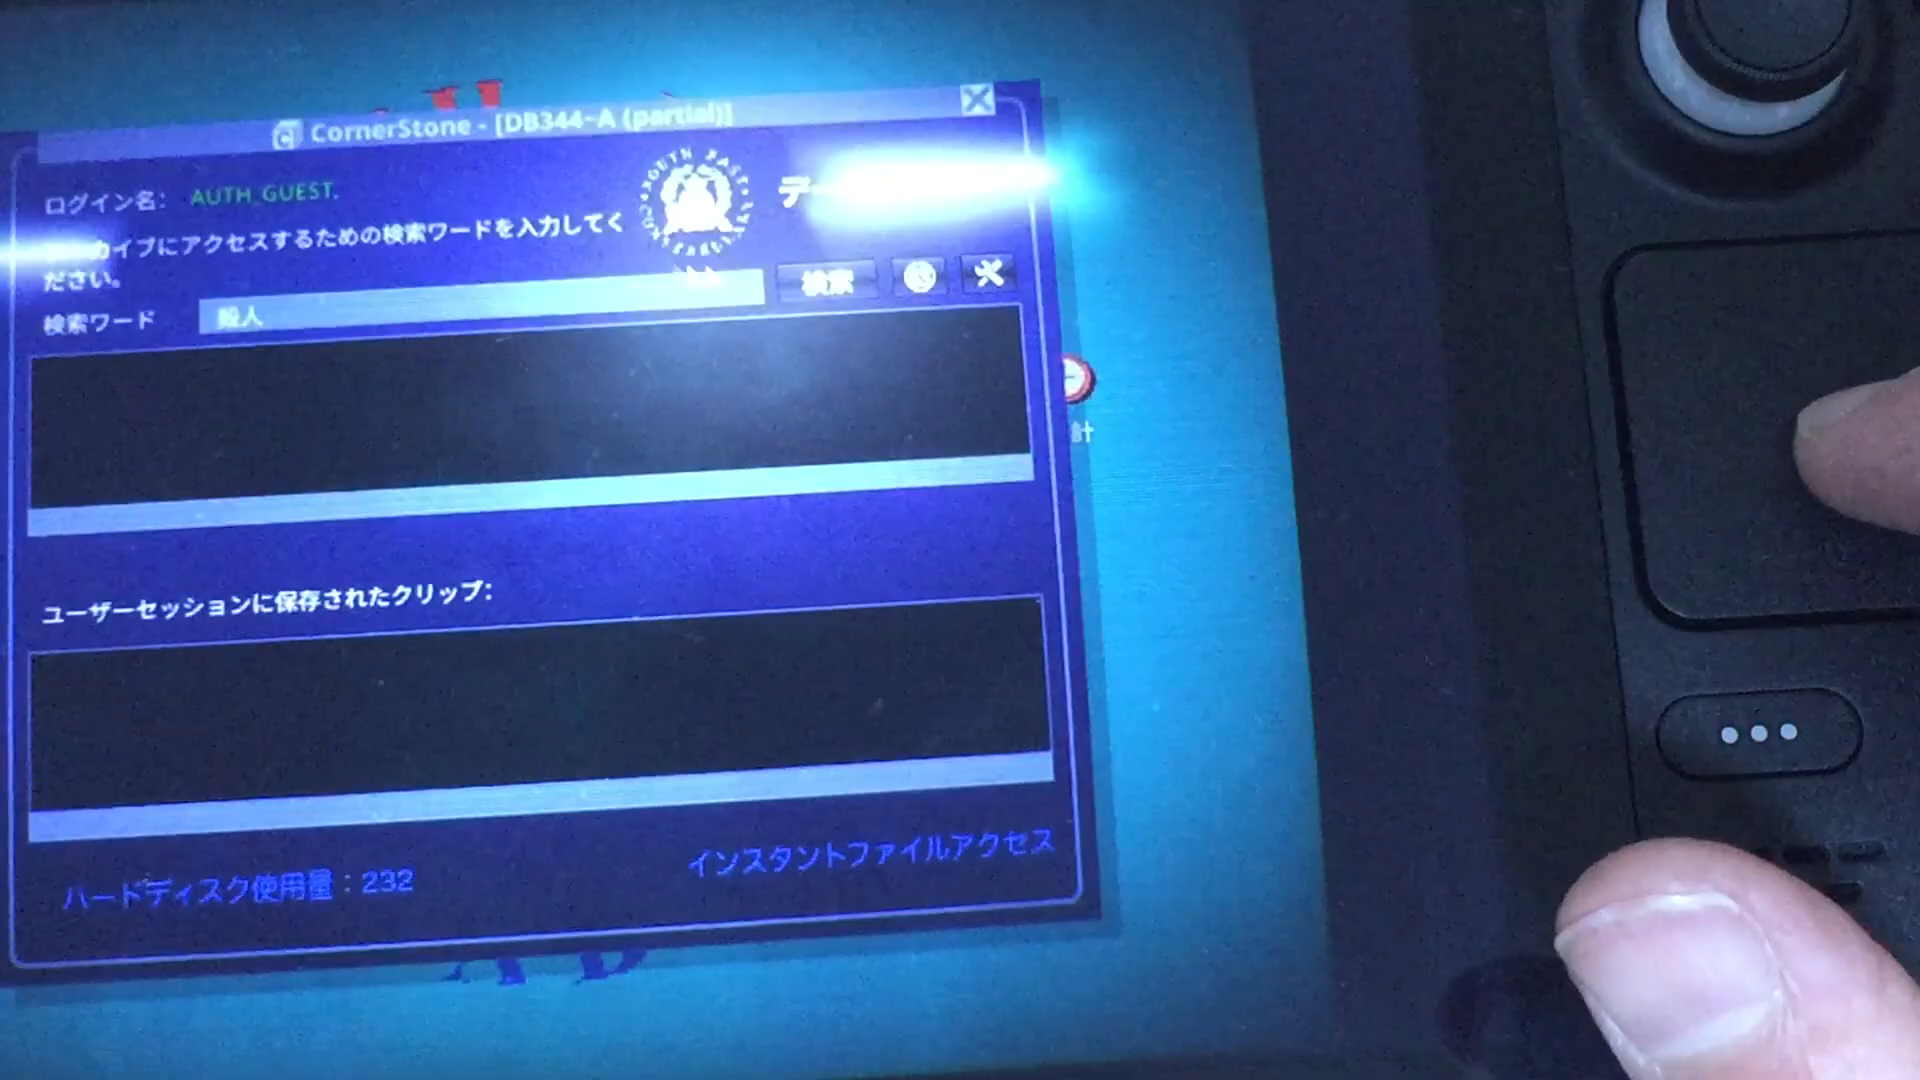 CornerStone - [DB344-A (partial)]
ログイン名: AUTH_GUEST.
カイブにアクセスするための検索ワードを入力してください。
検索ワード 殺人 検索
計
ユーザーセッションに保存されたクリップ:
ハードディスク使用量：232
インスタントファイルアクセス